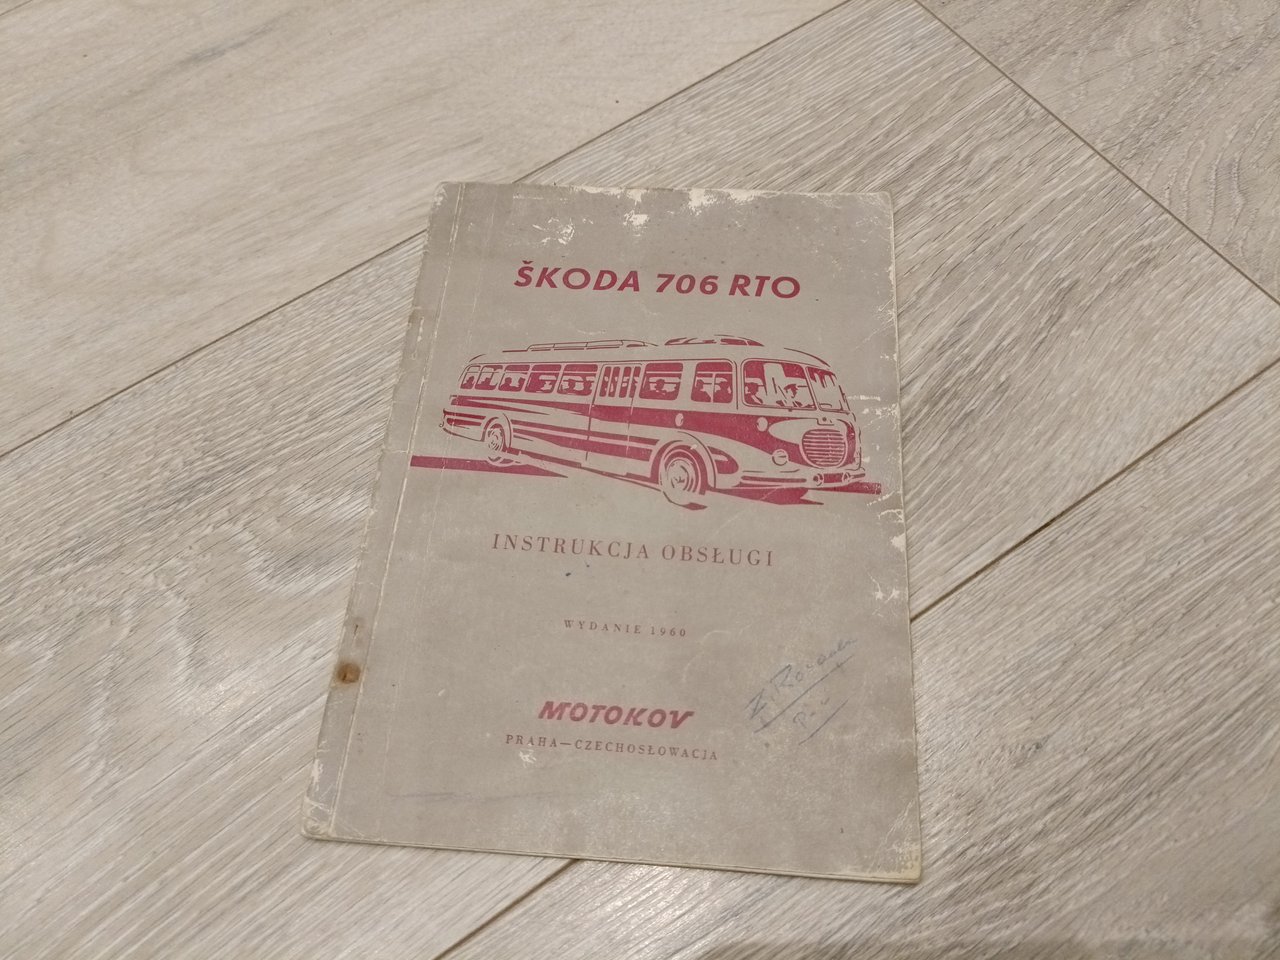 ŠKODA 706 RTO
INSTRUKCJA OBSŁUGI
WYDANIE 1960
MOTOKOV
PRAHA—CZECHOSŁOWACJA